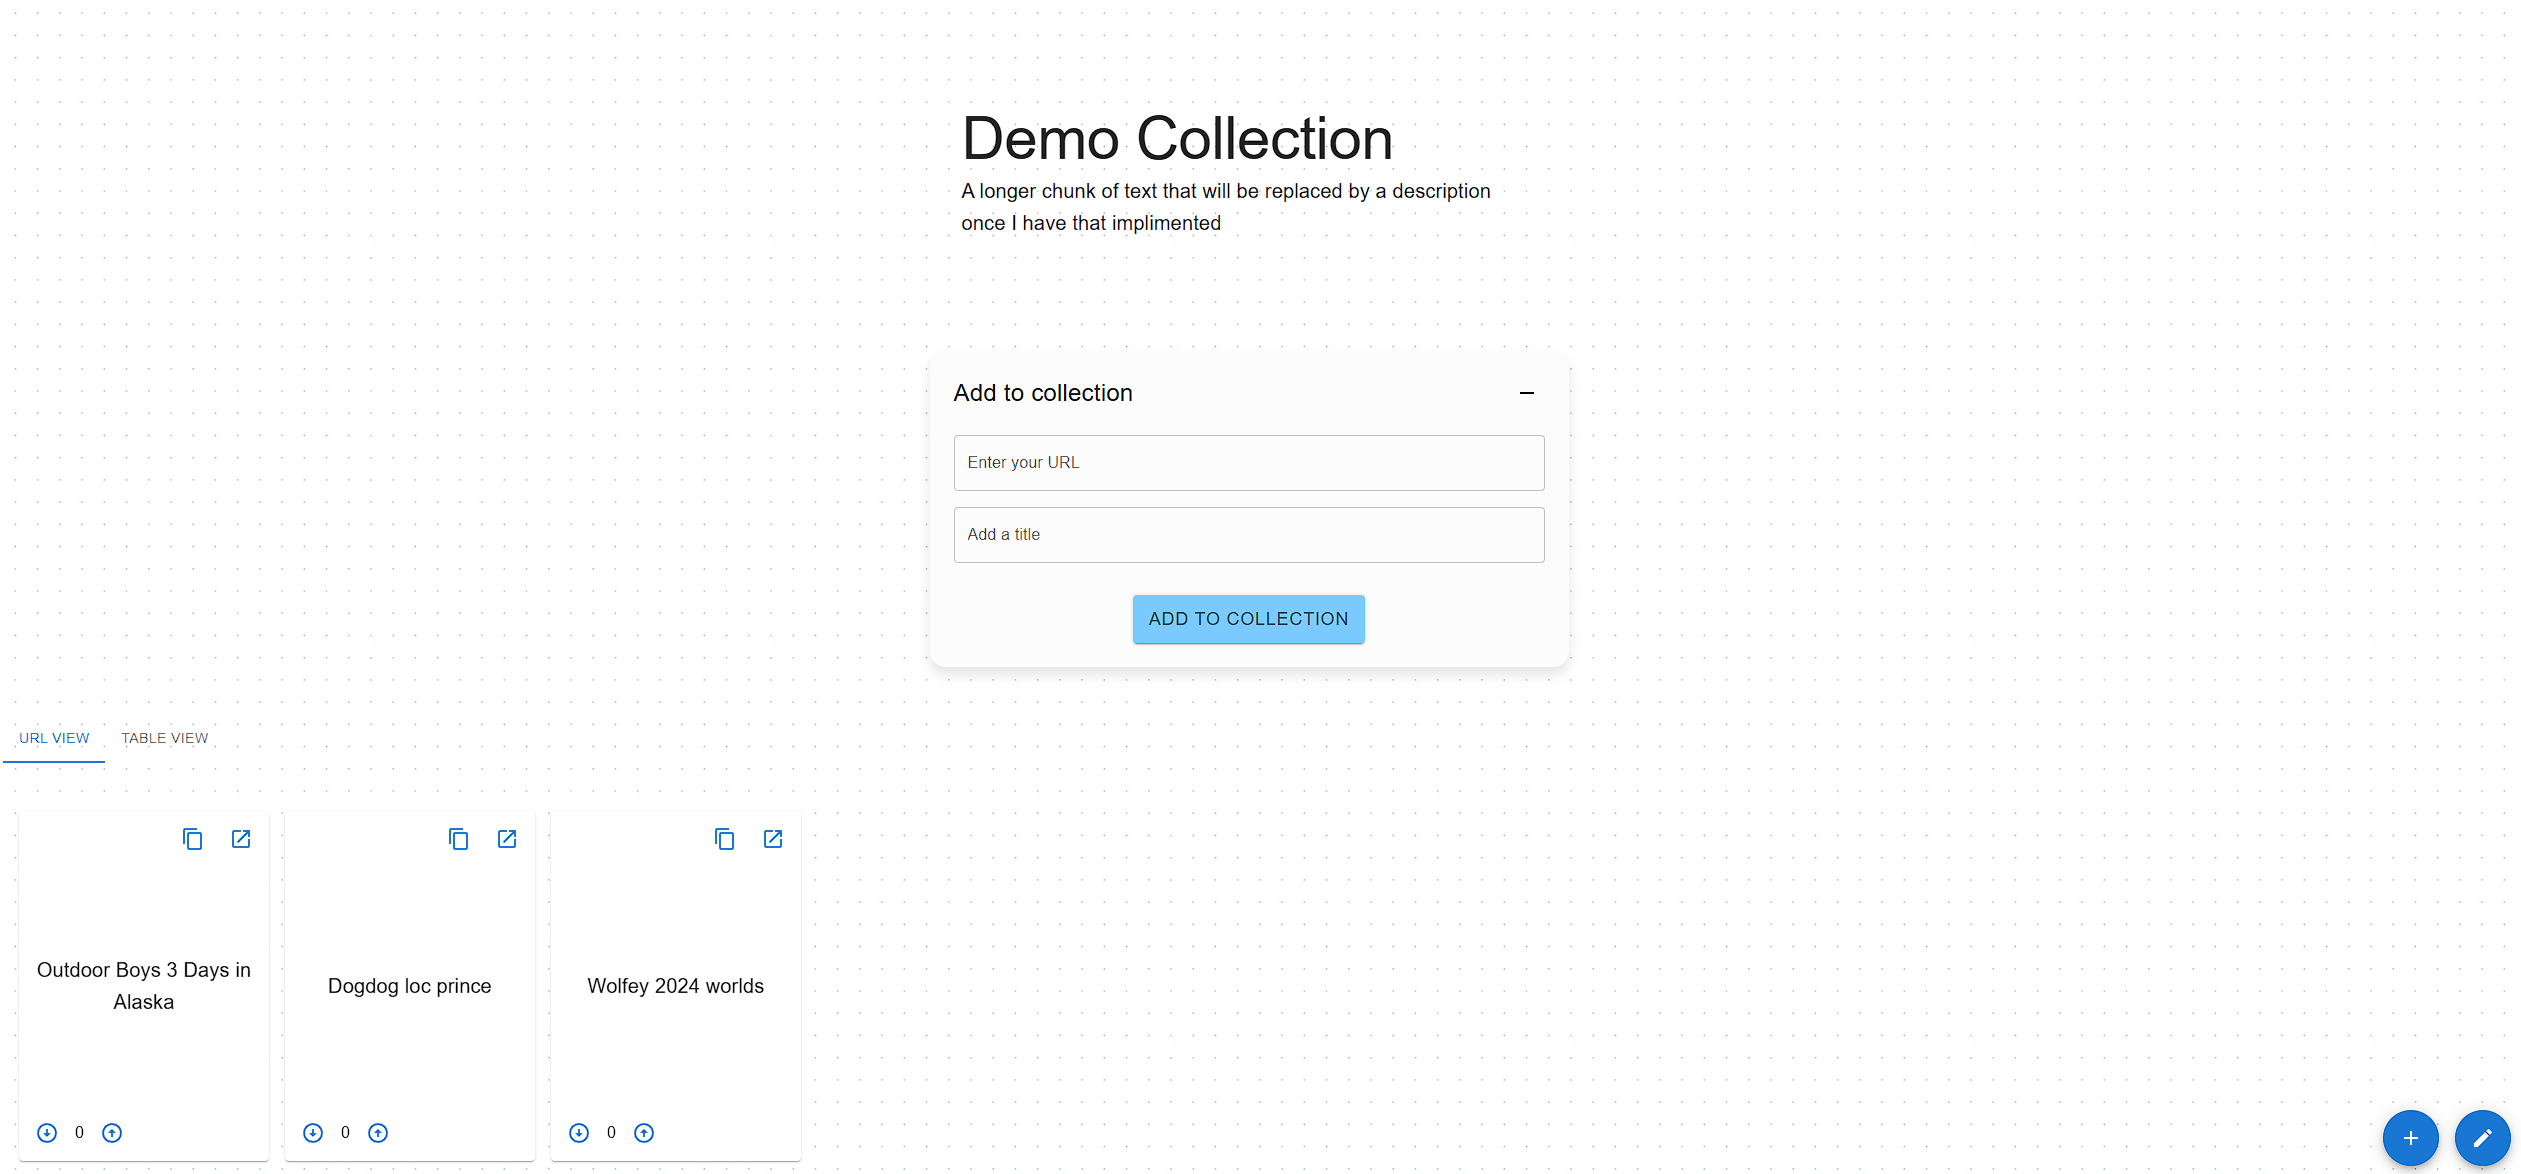 Demo Collection
A longer chunk of text that will be replaced by a description
once I have that implimented
Add to collection
Enter your URL
Add a title
ADD TO COLLECTION
URL VIEW
TABLE VIEW
Outdoor Boys 3 Days in
Alaska
0
Dogdog loc prince
0
Wolfey 2024 worlds
0